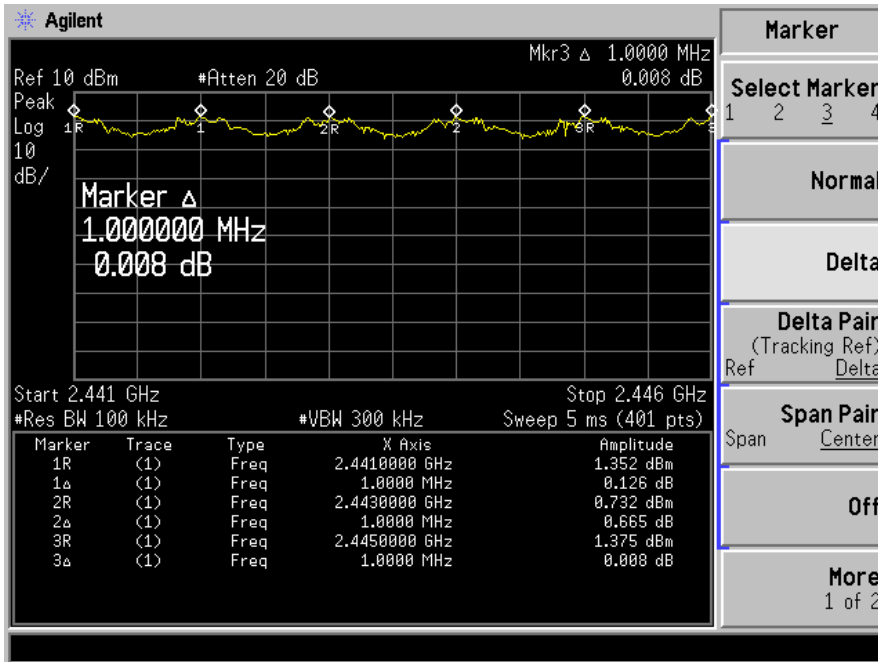 Agilent
Marker
Mkr3 Δ 1.0000 MHz
Ref 10 dBm #Atten 20 dB 0.008 dB
Peak
Log
10
dB/
1R 1 2R 2 3R 3
Marker Δ
1.000000 MHz
0.008 dB
Start 2.441 GHz Stop 2.446 GHz
#Res BW 100 kHz #VBW 300 kHz Sweep 5 ms (401 pts)
Marker Trace Type X Axis Amplitude
1R (1) Freq 2.4410000 GHz 1.352 dBm
1Δ (1) Freq 1.0000 MHz 0.126 dB
2R (1) Freq 2.4430000 GHz 0.732 dBm
2Δ (1) Freq 1.0000 MHz 0.665 dB
3R (1) Freq 2.4450000 GHz 1.375 dBm
3Δ (1) Freq 1.0000 MHz 0.008 dB
Select Marker
1 2 3 4
Normal
Delta
Delta Pair
(Tracking Ref)
Ref Delta
Span Pair
Span Center
Off
More
1 of 2